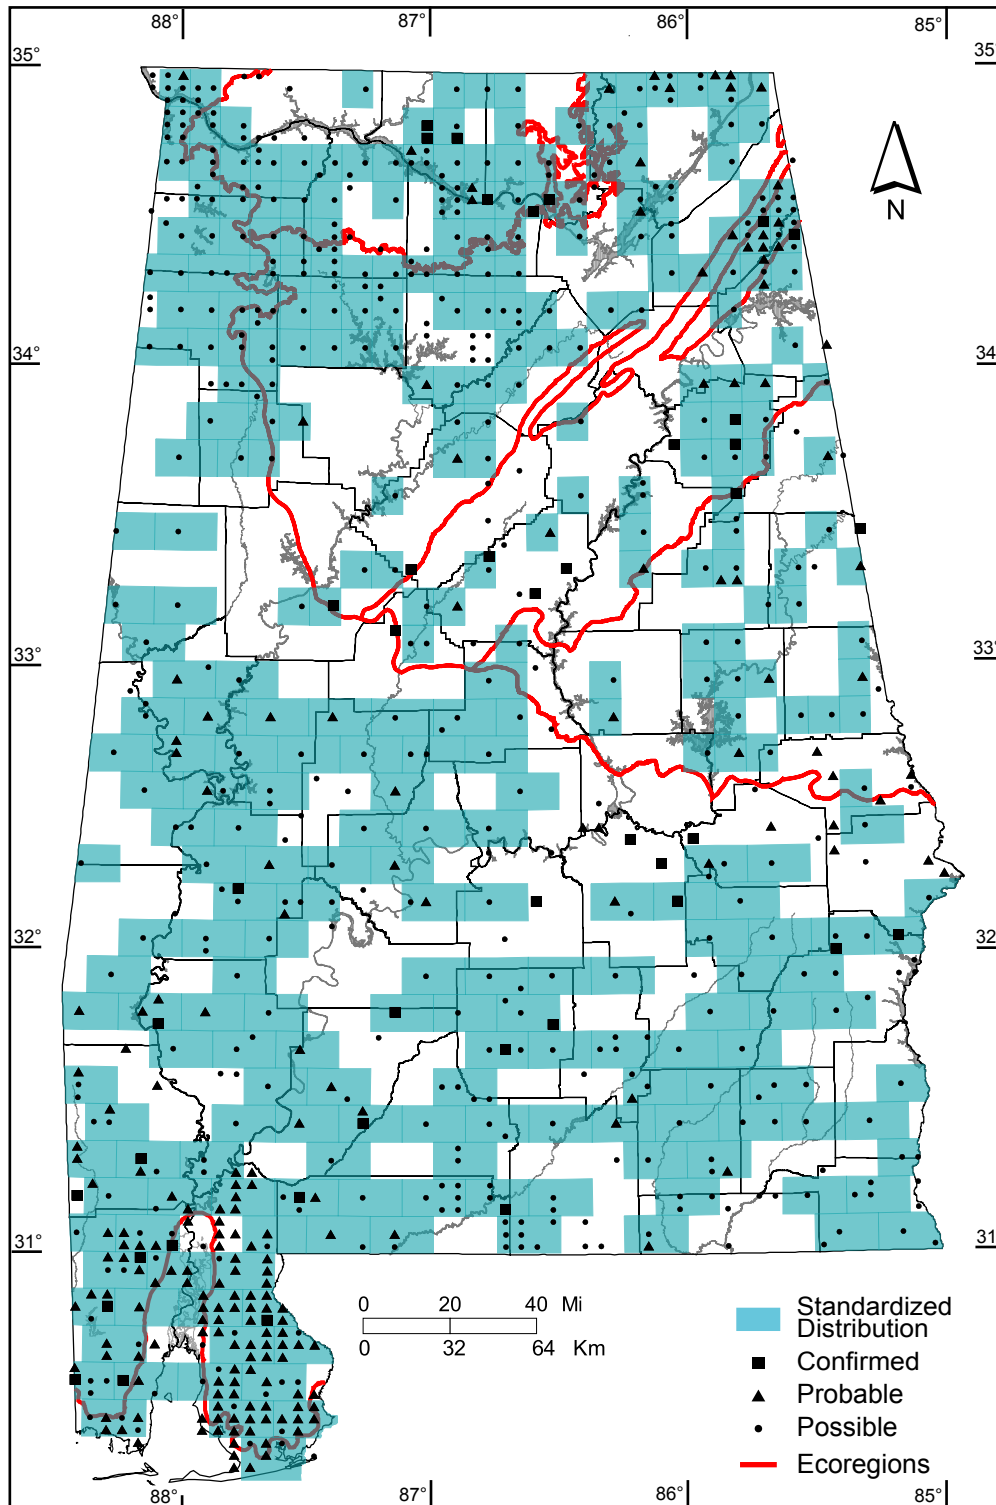 88° 87° 86° 85°
35° 35°
N
34° 34
33° 33°
32° 32
31° 31
0 20 40 Mi
0 32 64 Km
Standardized
Distribution
Confirmed
Probable
Possible
Ecoregions
88° 87° 86° 85°